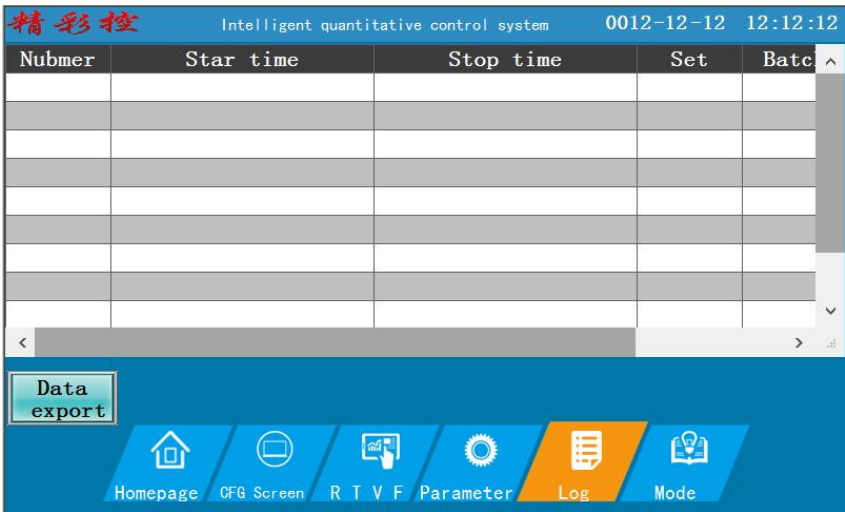 精彩控 Intelligent quantitative control system 0012-12-12 12:12:12
Nubmer Star time Stop time Set Batc
Data
export
Homepage CFG Screen R T V F Parameter Log Mode